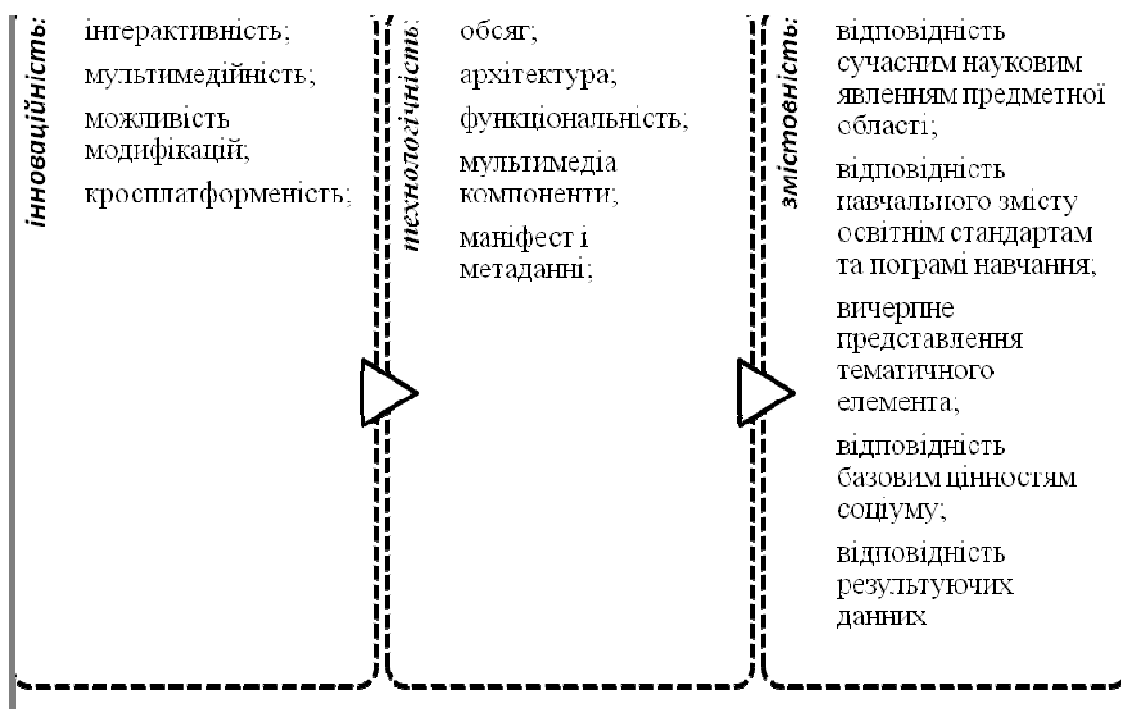 інноваційність:
інтерактивність;
мультимедійність;
можливість
модифікацій;
кросплатформеність;
технологічність:
обсяг;
архітектура;
функціональність;
мультимедіа
компоненти;
маніфест і
метаданні;
змістовність:
відповідність
сучасним науковим
явленням предметної
області;
відповідність
навчального змісту
освітнім стандартам
та пограмі навчання;
вичерпне
представлення
тематичного
елемента;
відповідність
базовим цінностям
соціуму;
відповідність
результуючих
данних